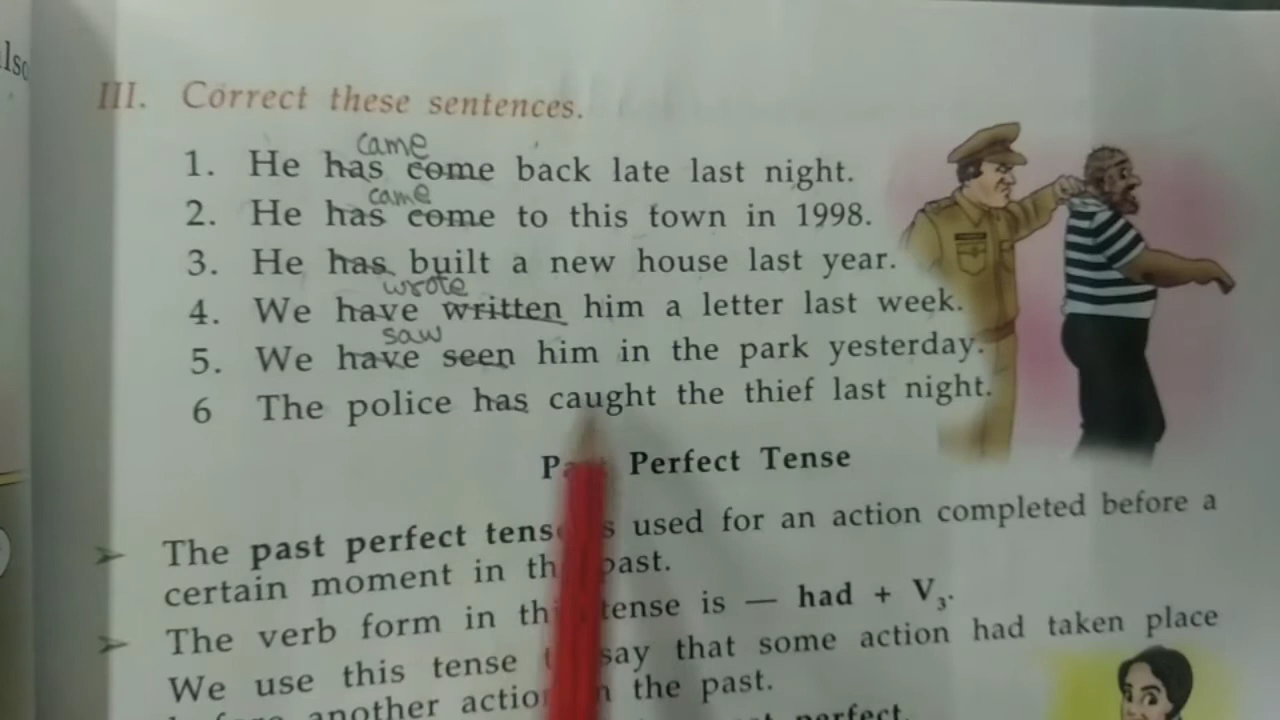 III. Correct these sentences.
came
1. He has come back late last night.
came
2. He has come to this town in 1998.
3. He has built a new house last year.
wrote
4. We have written him a letter last week.
saw
5. We have seen him in the park yesterday.
6 The police has caught the thief last night.
Perfect Tense
➢ The past perfect used for an action completed before a
certain moment in past.
➢ The verb form in tense is — had + V₃.
We use this tense say that some action had taken place
another the past.
perfect.